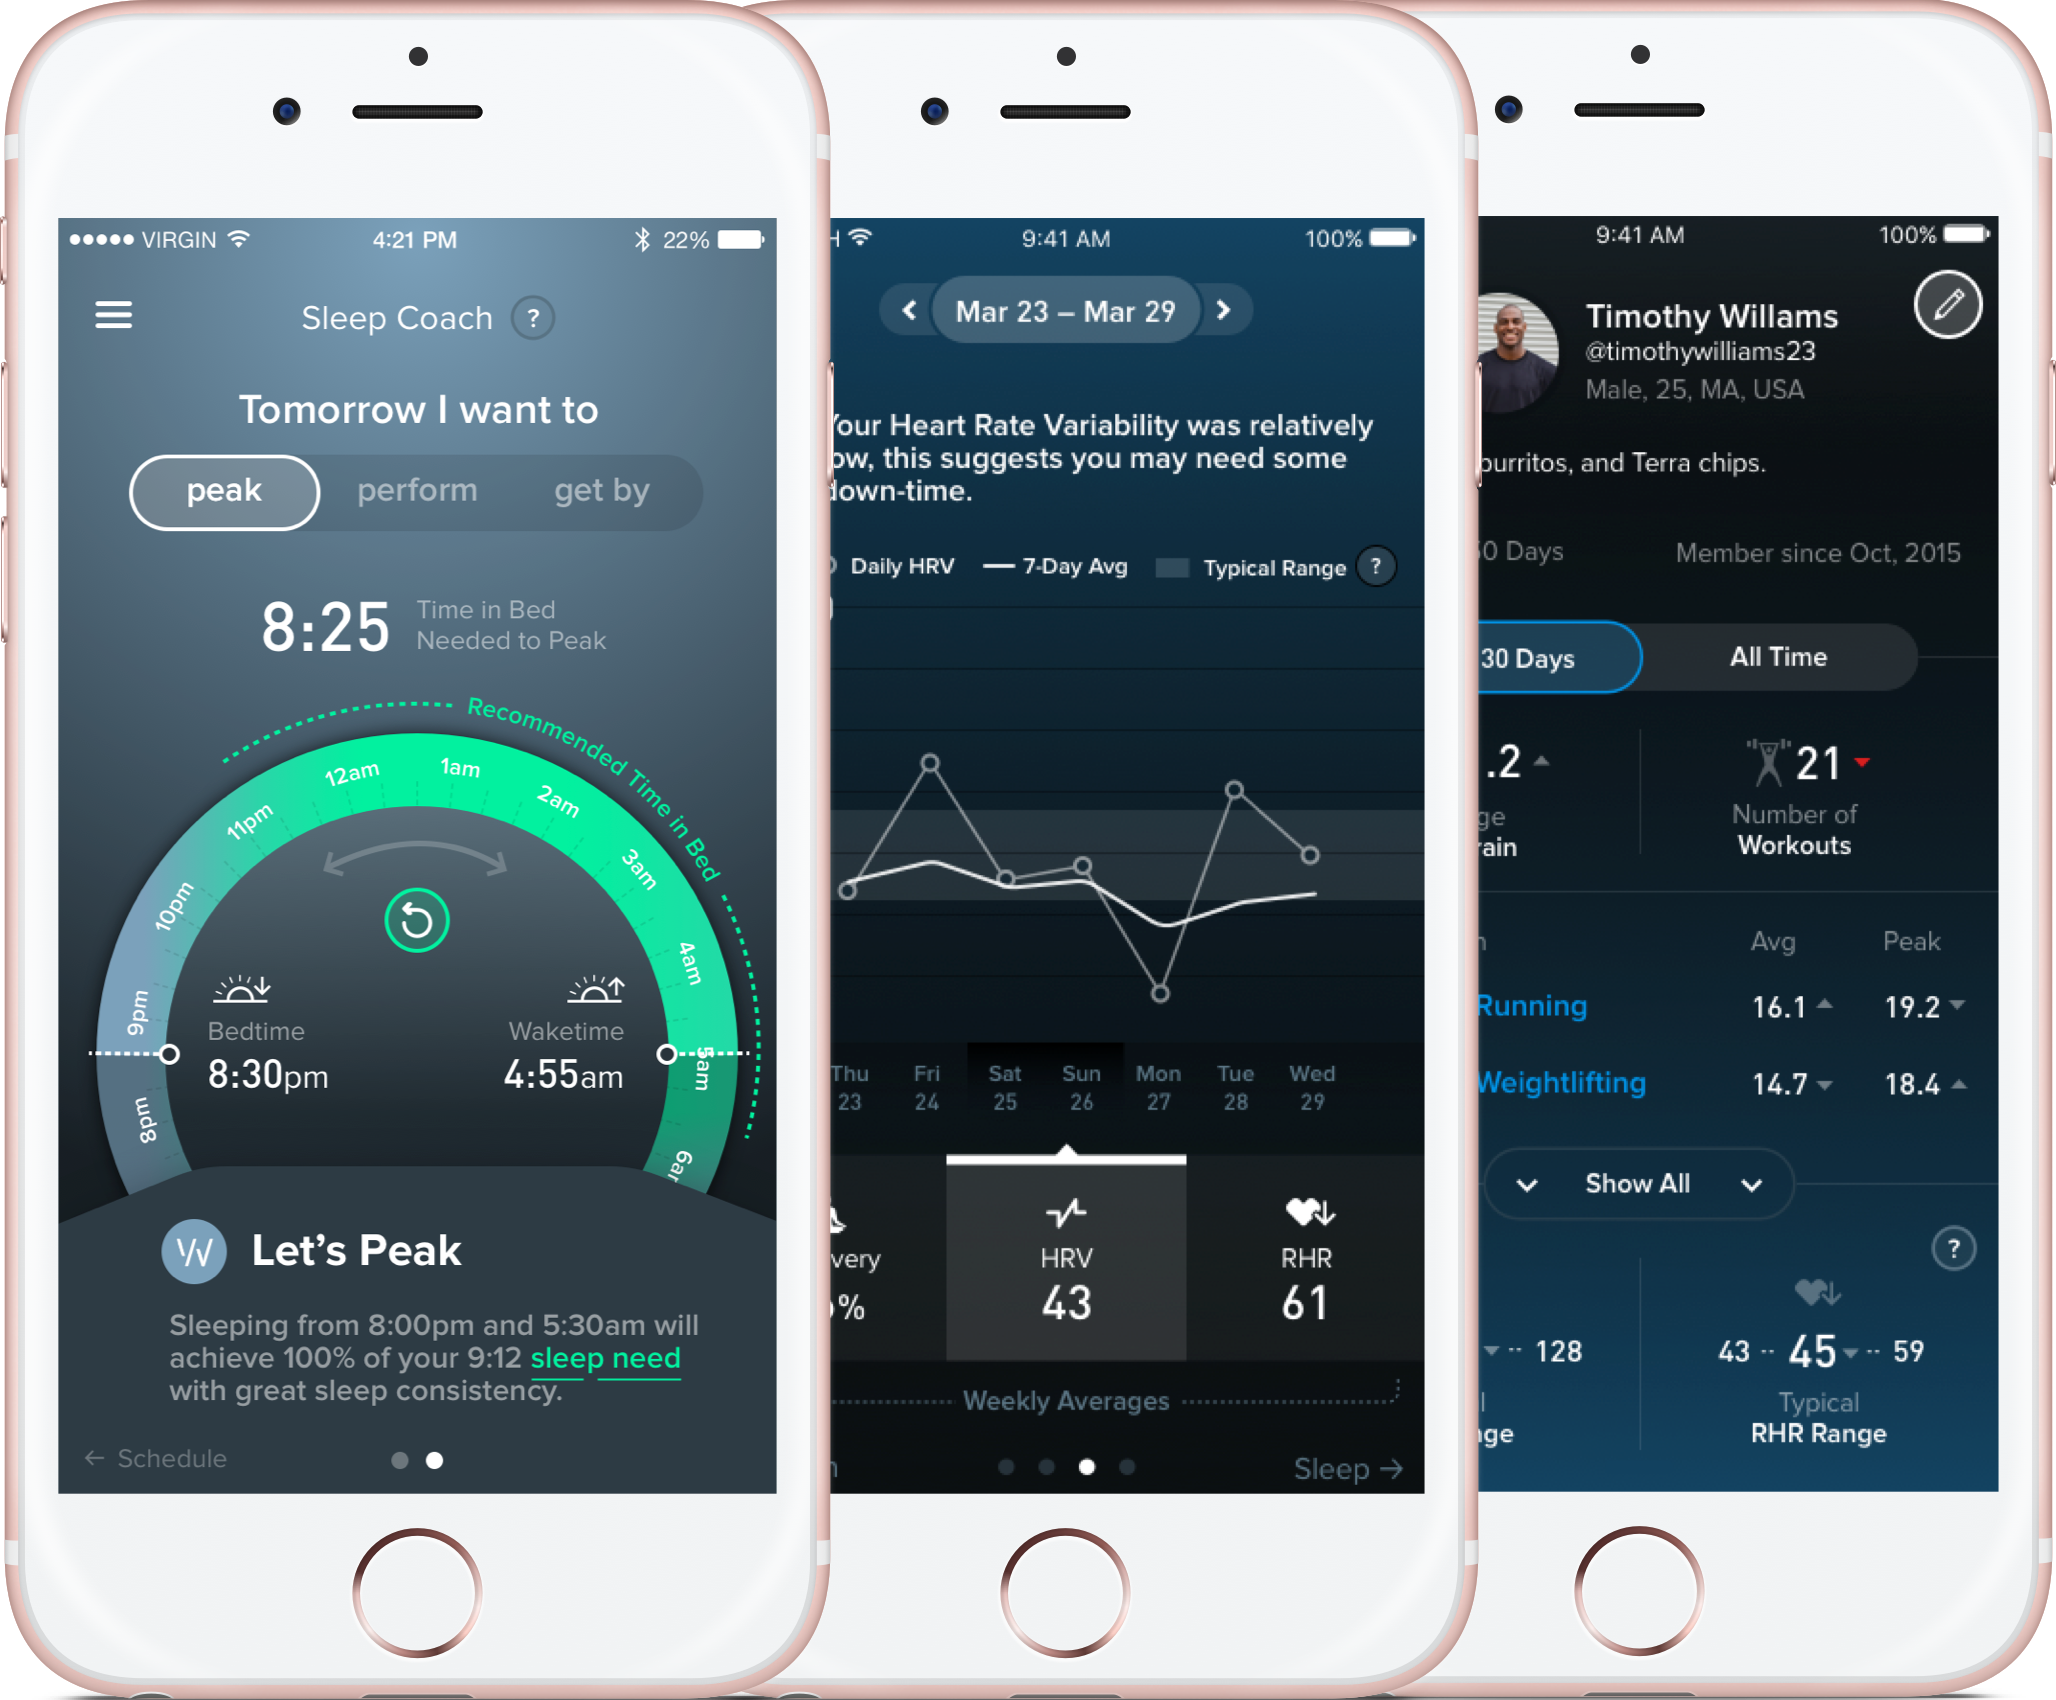 VIRGIN
4:21 PM
22%
Sleep Coach ?
Tomorrow I want to
peak perform get by
8:25
Time in Bed
Needed to Peak
Recommended Time in Bed
8pm
9pm
10pm
11pm
12am
1am
2am
3am
4am
5am
Bedtime
8:30pm
Waketime
4:55am
Let’s Peak
Sleeping from 8:00pm and 5:30am will
achieve 100% of your 9:12 sleep need
with great sleep consistency.
← Schedule
9:41 AM
100%
Mar 23 – Mar 29
Your Heart Rate Variability was relatively
low, this suggests you may need some
down-time.
Daily HRV 7-Day Avg Typical Range ?
Thu Fri Sat Sun Mon Tue Wed
23 24 25 26 27 28 29
HRV
43
RHR
61
Weekly Averages
Sleep →
9:41 AM
100%
Timothy Willams
@timothywilliams23
Male, 25, MA, USA
burritos, and Terra chips.
Days
Member since Oct, 2015
30 Days All Time
.2
21
Number of
Workouts
Avg Peak
Running 16.1 19.2
Weightlifting 14.7 18.4
Show All
?
128
43 -- 45 -- 59
Typical
RHR Range